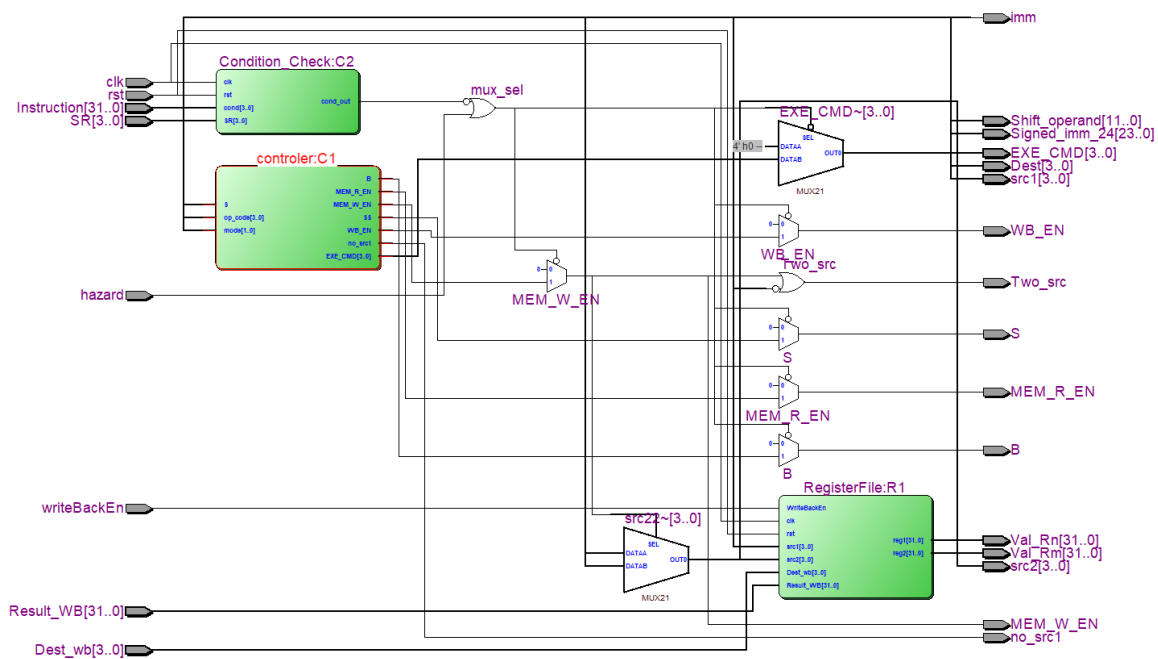 imm
Condition_Check:C2
clk
rst
Instruction[31..0]
SR[3..0]
clk
rst
cond[3..0]
SR[3..0]
cond_out
mux_sel
EXE_CMD~[3..0]
SEL
4' h0 --
DATAA
DATAB
OUT0
MUX21
Shift_operand[11..0]
Signed_imm_24[23..0]
EXE_CMD[3..0]
Dest[3..0]
src1[3..0]
controler:C1
S
op_code[3..0]
mode[1..0]
B
MEM_R_EN
MEM_W_EN
SS
WB_EN
no_src1
EXE_CMD[3..0]
0
0
1
WB_EN
WB_EN
hazard
0
0
1
MEM_W_EN
Two_src
Two_src
0
0
1
S
S
0
0
1
MEM_R_EN
MEM_R_EN
0
0
1
B
B
writeBackEn
src22~[3..0]
SEL
DATAA
DATAB
OUT0
MUX21
RegisterFile:R1
WriteBackEn
clk
rst
src1[3..0]
src2[3..0]
Dest_wb[3..0]
Result_WB[31..0]
reg1[31..0]
reg2[31..0]
Val_Rn[31..0]
Val_Rm[31..0]
src2[3..0]
Result_WB[31..0]
MEM_W_EN
no_src1
Dest_wb[3..0]